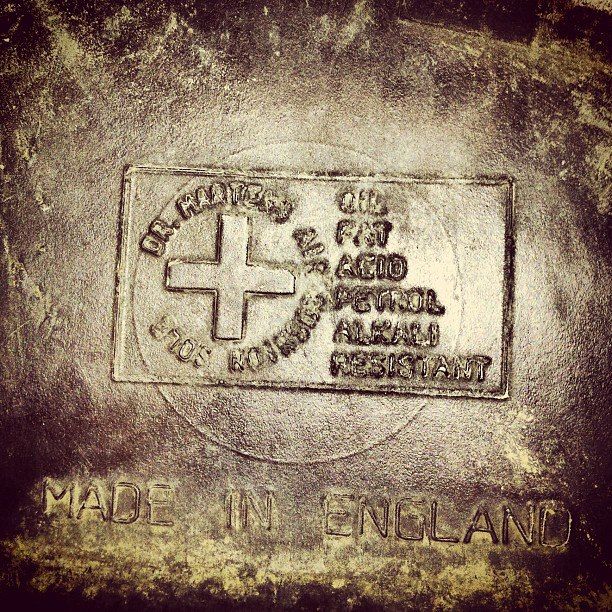 DR. MARTENS AIR CUSHION SOLE
OIL
FAT
ACID
PETROL
ALKALI
RESISTANT
MADE IN ENGLAND